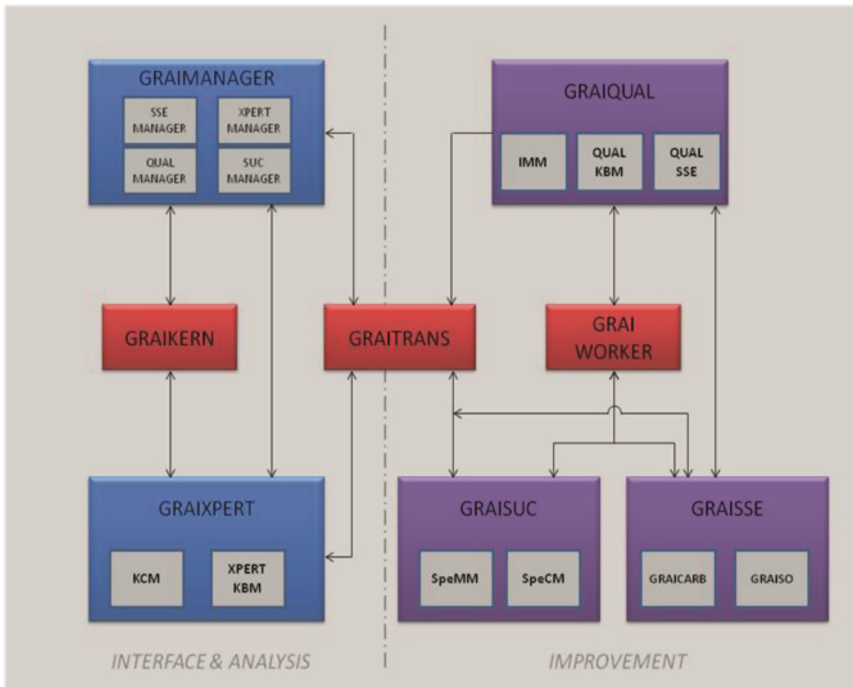 GRAIMANAGER
SSE
MANAGER
XPERT
MANAGER
QUAL
MANAGER
SUC
MANAGER
GRAIQUAL
IMM
QUAL
KBM
QUAL
SSE
GRAIKERN
GRAITRANS
GRAI
WORKER
GRAIXPERT
KCM
XPERT
KBM
GRAISUC
SpeMM
SpeCM
GRAISSE
GRAICARB
GRAISO
INTERFACE & ANALYSIS
IMPROVEMENT